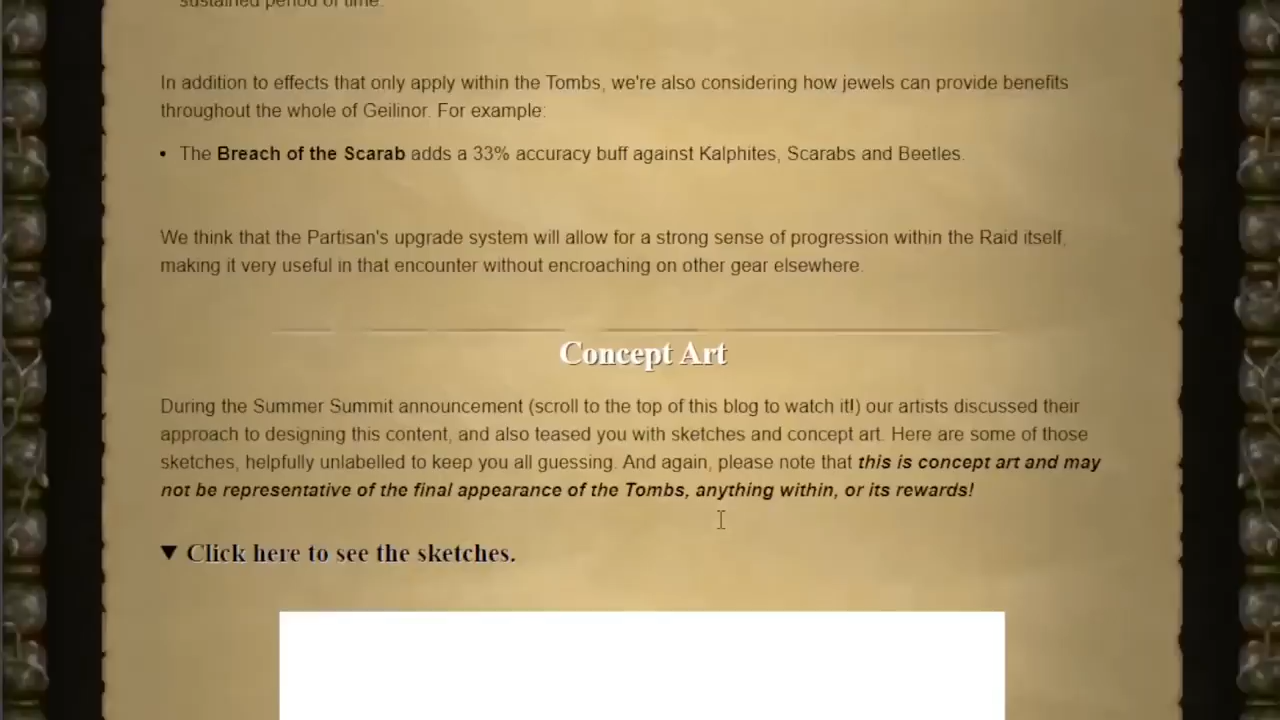 sustained period of time.
In addition to effects that only apply within the Tombs, we're also considering how jewels can provide benefits
throughout the whole of Geilinor. For example:
• The Breach of the Scarab adds a 33% accuracy buff against Kalphites, Scarabs and Beetles.
We think that the Partisan's upgrade system will allow for a strong sense of progression within the Raid itself,
making it very useful in that encounter without encroaching on other gear elsewhere.
Concept Art
During the Summer Summit announcement (scroll to the top of this blog to watch it!) our artists discussed their
approach to designing this content, and also teased you with sketches and concept art. Here are some of those
sketches, helpfully unlabelled to keep you all guessing. And again, please note that this is concept art and may
not be representative of the final appearance of the Tombs, anything within, or its rewards!
▼ Click here to see the sketches.